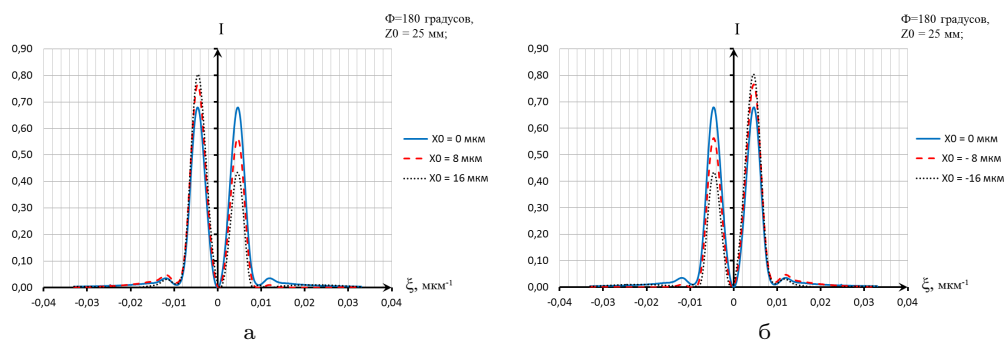 Ф=180 градусов,
Z0 = 25 мм;
I
0,90
0,80
0,70
0,60
0,50
0,40
0,30
0,20
0,10
0,00
-0,04
-0,03
-0,02
-0,01
0
0,01
0,02
0,03
0,04
ξ, мкм-1
X0 = 0 мкм
X0 = 8 мкм
X0 = 16 мкм
а
Ф=180 градусов,
Z0 = 25 мм;
I
0,90
0,80
0,70
0,60
0,50
0,40
0,30
0,20
0,10
0,00
-0,04
-0,03
-0,02
-0,01
0
0,01
0,02
0,03
0,04
ξ, мкм-1
X0 = 0 мкм
X0 = - 8 мкм
X0 = -16 мкм
б